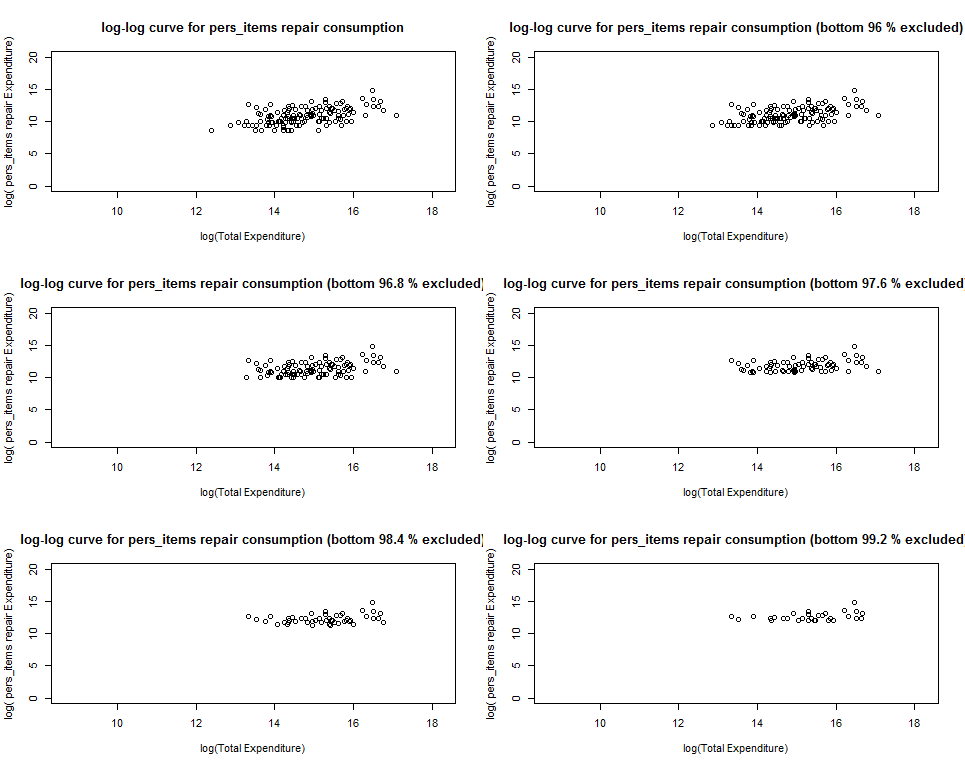 log-log curve for pers_items repair consumption
log( pers_items repair Expenditure)
20
15
10
5
0
10 12 14 16 18
log(Total Expenditure)
log-log curve for pers_items repair consumption (bottom 96 % excluded)
log( pers_items repair Expenditure)
20
15
10
5
0
10 12 14 16 18
log(Total Expenditure)
log-log curve for pers_items repair consumption (bottom 96.8 % excluded)
log( pers_items repair Expenditure)
20
15
10
5
0
10 12 14 16 18
log(Total Expenditure)
log-log curve for pers_items repair consumption (bottom 97.6 % excluded)
log( pers_items repair Expenditure)
20
15
10
5
0
10 12 14 16 18
log(Total Expenditure)
log-log curve for pers_items repair consumption (bottom 98.4 % excluded)
log( pers_items repair Expenditure)
20
15
10
5
0
10 12 14 16 18
log(Total Expenditure)
log-log curve for pers_items repair consumption (bottom 99.2 % excluded)
log( pers_items repair Expenditure)
20
15
10
5
0
10 12 14 16 18
log(Total Expenditure)